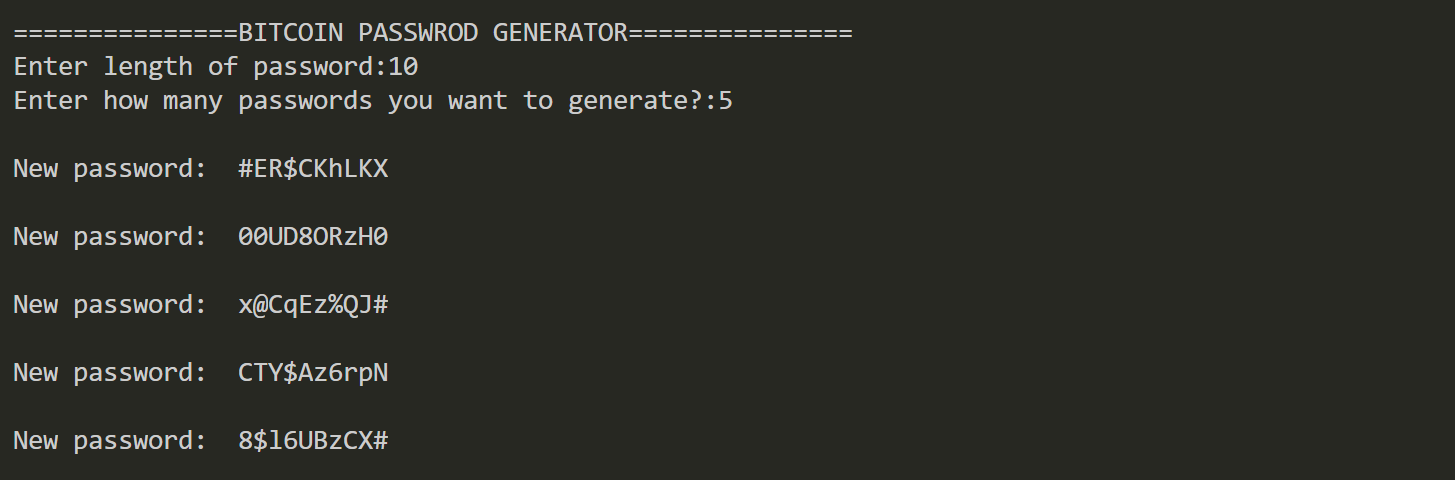 ===============BITCOIN PASSWROD GENERATOR===============
Enter length of password:10
Enter how many passwords you want to generate?:5
New password:  #ER$CKhLKX
New password:  00UD8ORzH0
New password:  x@CqEz%QJ#
New password:  CTY$Az6rpN
New password:  8$l6UBzCX#